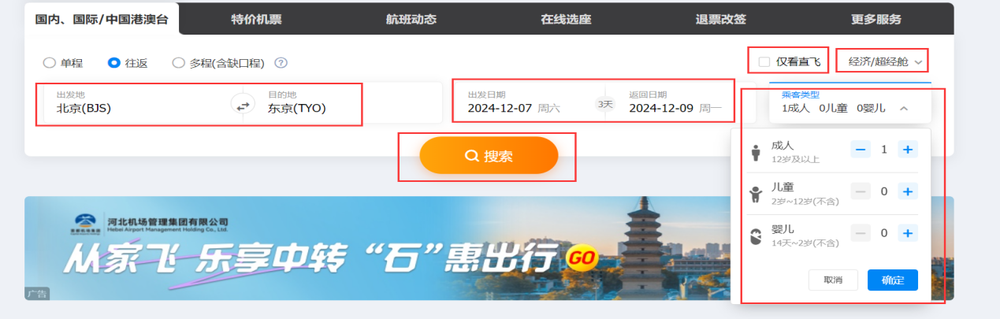 国内、国际/中国港澳台 特价机票 航班动态 在线选座 退票改签 更多服务
单程 往返 多程(含缺口程) ? 仅看直飞 经济/超经舱
出发地 目的地 出发日期 返回日期 乘客类型
北京(BJS) 东京(TYO) 2024-12-07 周六 3天 2024-12-09 周一 1成人 0儿童 0婴儿
搜索
成人 1
12岁及以上
儿童 0
2岁~12岁(不含)
婴儿 0
14天~2岁(不含)
取消 确定
河北机场管理集团有限公司
Hebei Airport Management Holding Co., Ltd.
从家飞 乐享中转 “石”惠出行 GO
广告